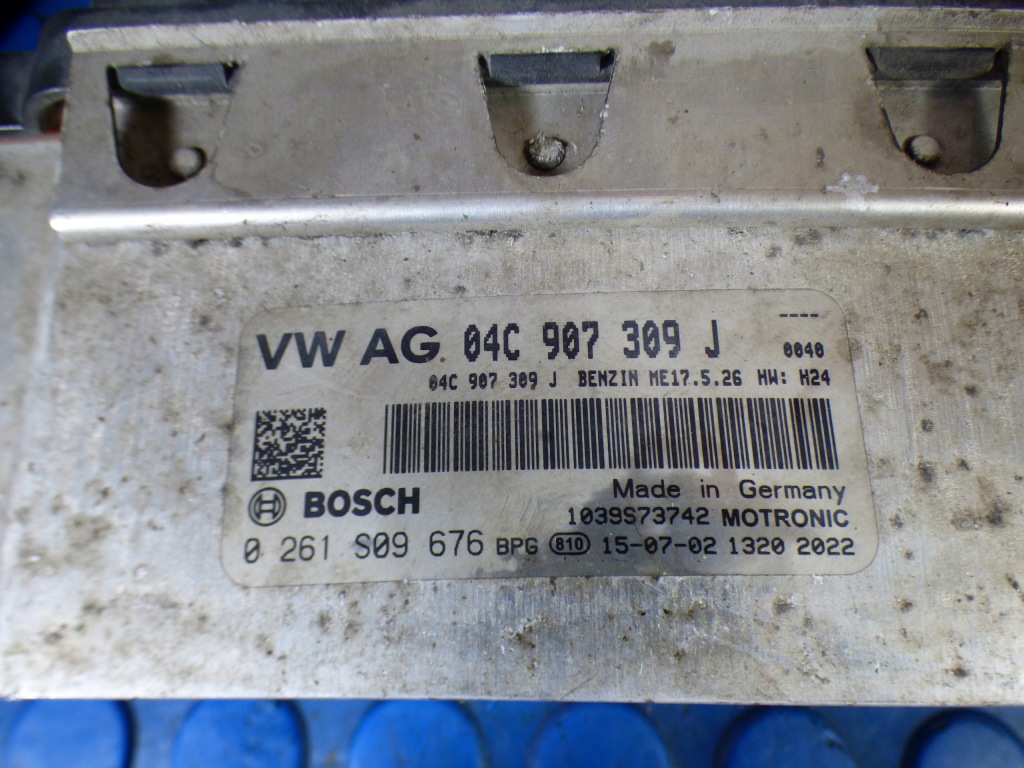 ----
VW AG 04C 907 309 J 0040
04C 907 309 J BENZIN ME17.5.26 HW: H24
BOSCH Made in Germany
1039S73742 MOTRONIC
0 261 S09 676 BPG 810 15-07-02 1320 2022